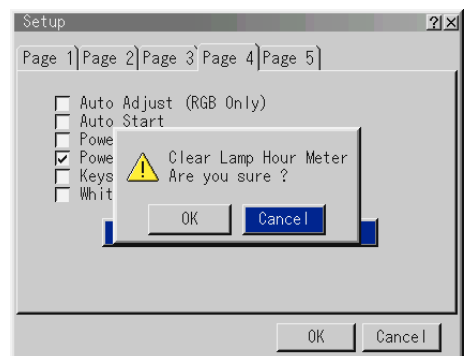 Setup
Page 1 Page 2 Page 3 Page 4 Page 5
Auto Adjust (RGB Only)
Auto Start
Powe
Powe
Keys
Whit
Clear Lamp Hour Meter
Are you sure ?
OK Cancel
OK Cancel